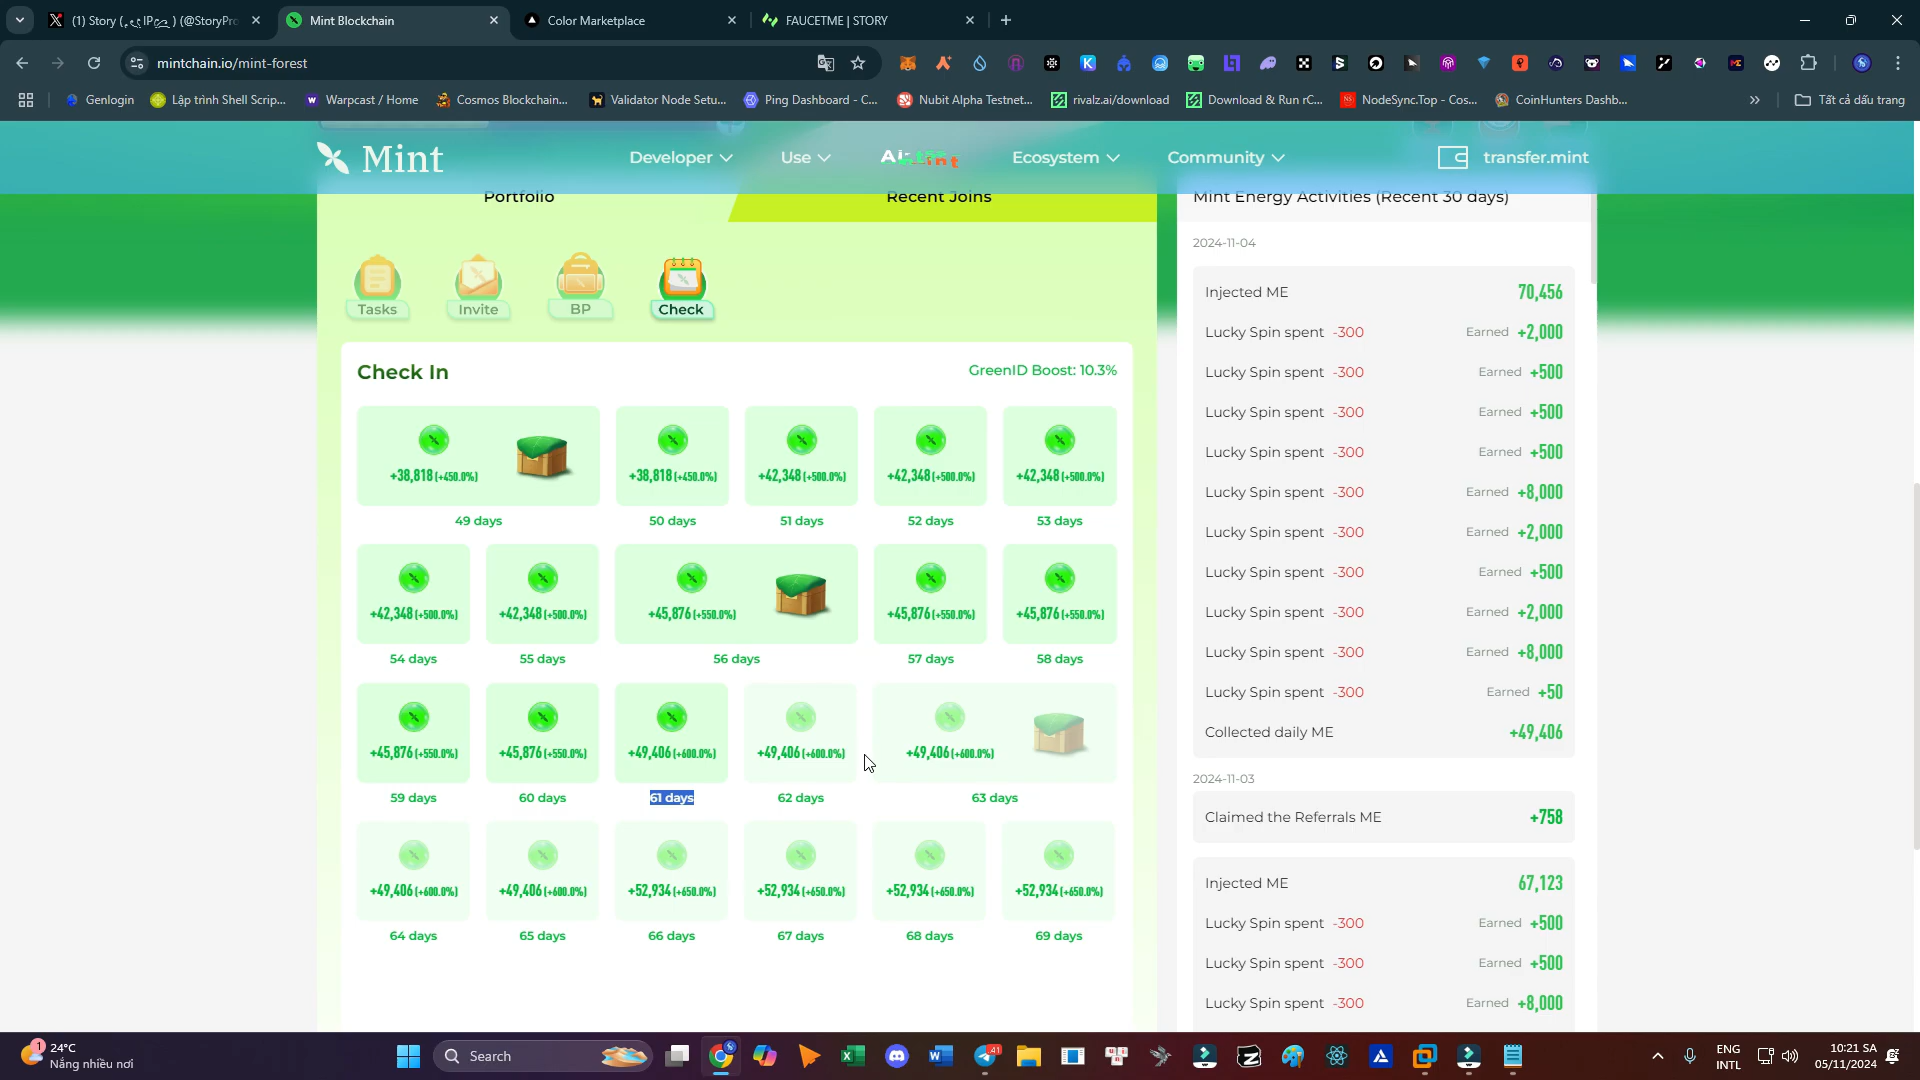 (1) Story
(@StoryPro
Mint Blockchain
Color Marketplace
FAUCETME | STORY
mintchain.io/mint-forest
Genlogin
Lập trình Shell Scrip...
Warpcast / Home
Cosmos Blockchain...
Validator Node Setu...
Ping Dashboard - C...
Nubit Alpha Testnet...
rivalz.ai/download
Download & Run rC...
NodeSync.Top - Cos...
CoinHunters Dashb...
Tất cả dấu trang
Mint
Developer
Use
Ecosystem
Community
transfer.mint
Portfolio
Recent Joins
Mint Energy Activities (Recent 30 days)
Tasks
Invite
BP
Check
Check In
GreenID Boost: 10.3%
+38,818(+450.0%)
+38,818(+450.0%)
+42,348(+500.0%)
+42,348(+500.0%)
+42,348(+500.0%)
49 days
50 days
51 days
52 days
53 days
+42,348(+500.0%)
+42,348(+500.0%)
+45,876(+550.0%)
+45,876(+550.0%)
+45,876(+550.0%)
54 days
55 days
56 days
57 days
58 days
+45,876(+550.0%)
+45,876(+550.0%)
+49,406(+600.0%)
+49,406(+600.0%)
+49,406(+600.0%)
59 days
60 days
61 days
62 days
63 days
+49,406(+600.0%)
+49,406(+600.0%)
+52,934(+650.0%)
+52,934(+650.0%)
+52,934(+650.0%)
+52,934(+650.0%)
64 days
65 days
66 days
67 days
68 days
69 days
2024-11-04
Injected ME 70,456
Lucky Spin spent -300 Earned +2,000
Lucky Spin spent -300 Earned +500
Lucky Spin spent -300 Earned +500
Lucky Spin spent -300 Earned +500
Lucky Spin spent -300 Earned +8,000
Lucky Spin spent -300 Earned +2,000
Lucky Spin spent -300 Earned +500
Lucky Spin spent -300 Earned +2,000
Lucky Spin spent -300 Earned +8,000
Lucky Spin spent -300 Earned +50
Collected daily ME +49,406
2024-11-03
Claimed the Referrals ME +758
Injected ME 67,123
Lucky Spin spent -300 Earned +500
Lucky Spin spent -300 Earned +500
Lucky Spin spent -300 Earned +8,000
24°C
Nắng nhiều nơi
Search
ENG
INTL
10:21 SA
05/11/2024